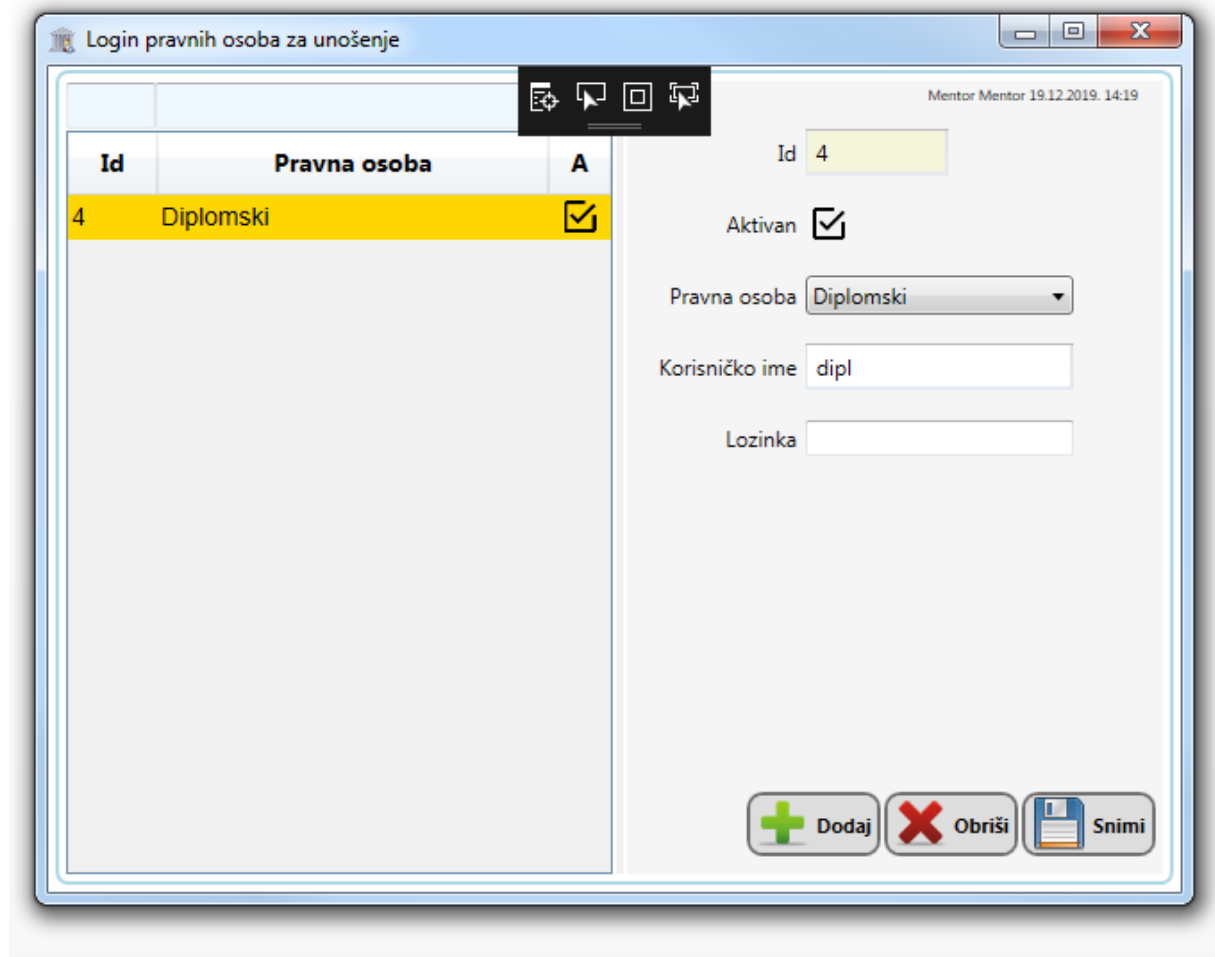 Login pravnih osoba za unošenje
Mentor Mentor 19.12.2019. 14:19
Id Pravna osoba A
4 Diplomski
Id 4
Aktivan
Pravna osoba Diplomski
Korisničko ime dipl
Lozinka
Dodaj Obriši Snimi